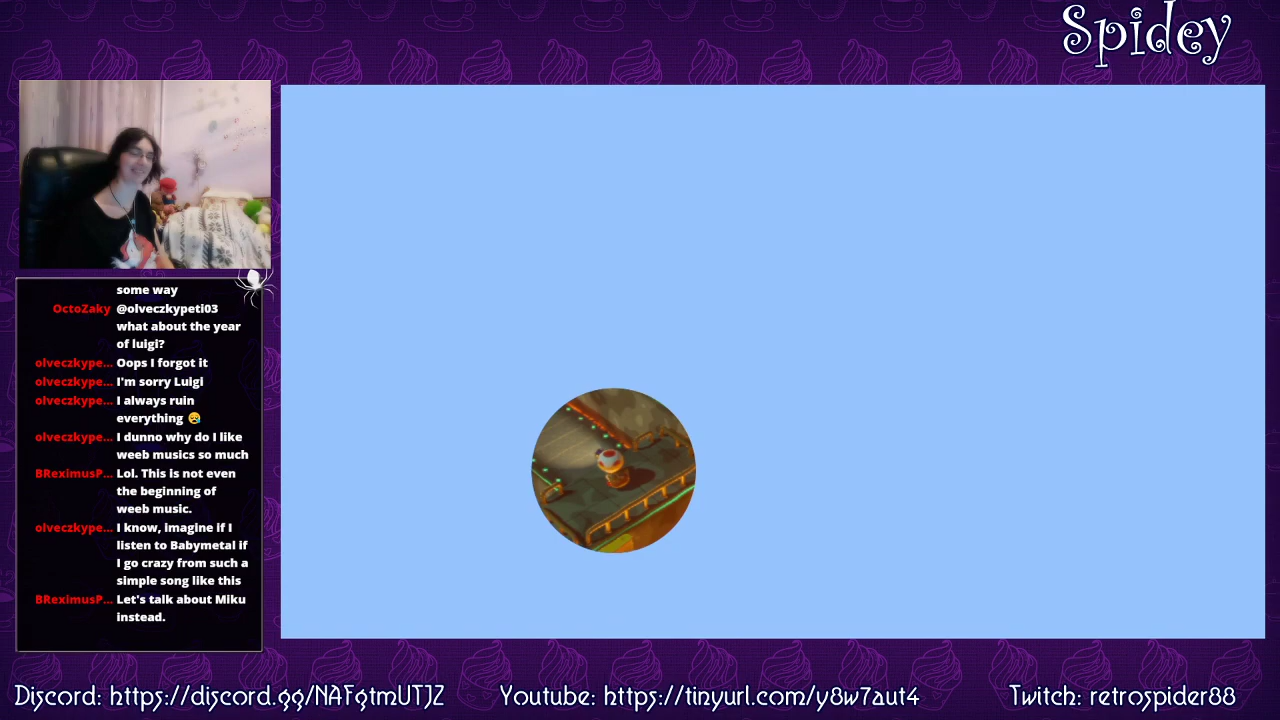 Spidey
some way
OctoZaky @olveczkypeti03
what about the year
of luigi?
olveczkype... Oops I forgot it
olveczkype... I'm sorry Luigi
olveczkype... I always ruin
everything 😪
olveczkype... I dunno why do I like
weeb musics so much
BReximusP... Lol. This is not even
the beginning of
weeb music.
olveczkype... I know, imagine if I
listen to Babymetal if
I go crazy from such a
simple song like this
BReximusP... Let's talk about Miku
instead.
Discord: https://discord.gg/NAFgtmUTJZ Youtube: https://tinyurl.com/y8w7aut4 Twitch: retrospider88